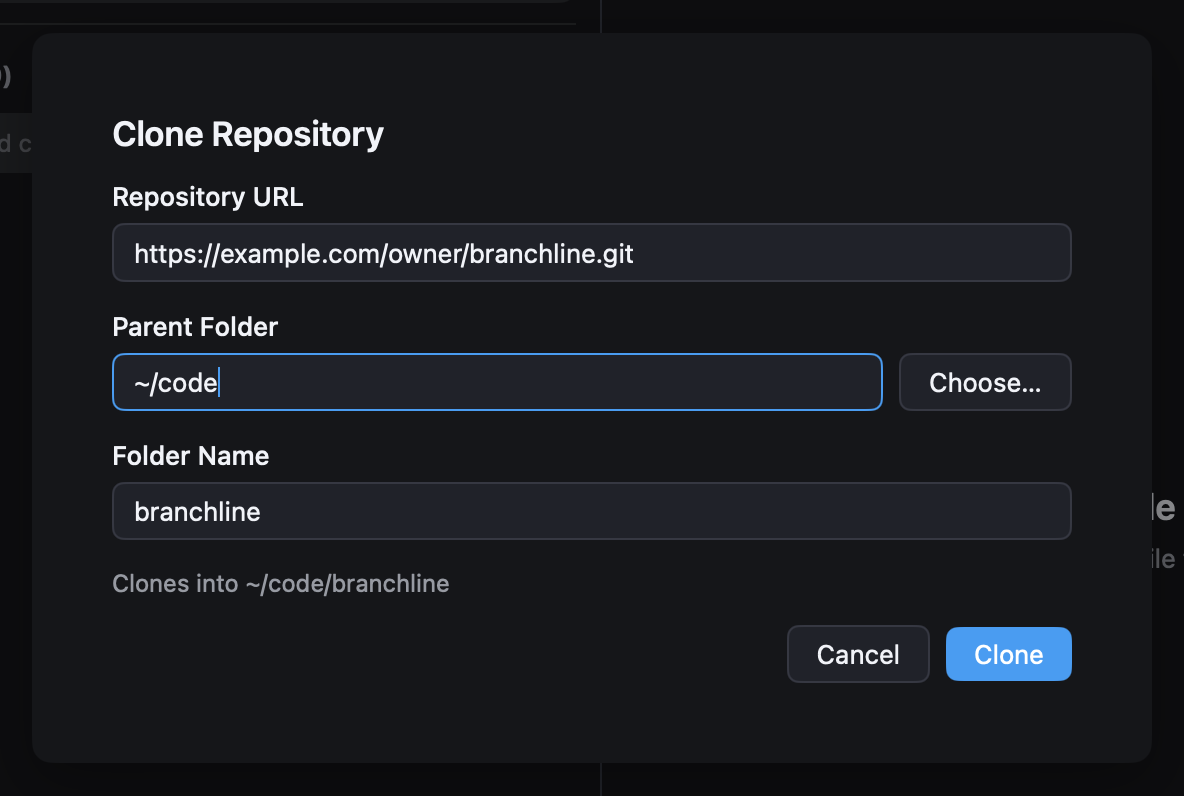 Clone Repository
Repository URL
https://example.com/owner/branchline.git
Parent Folder
~/code
Choose...
Folder Name
branchline
Clones into ~/code/branchline
Cancel
Clone